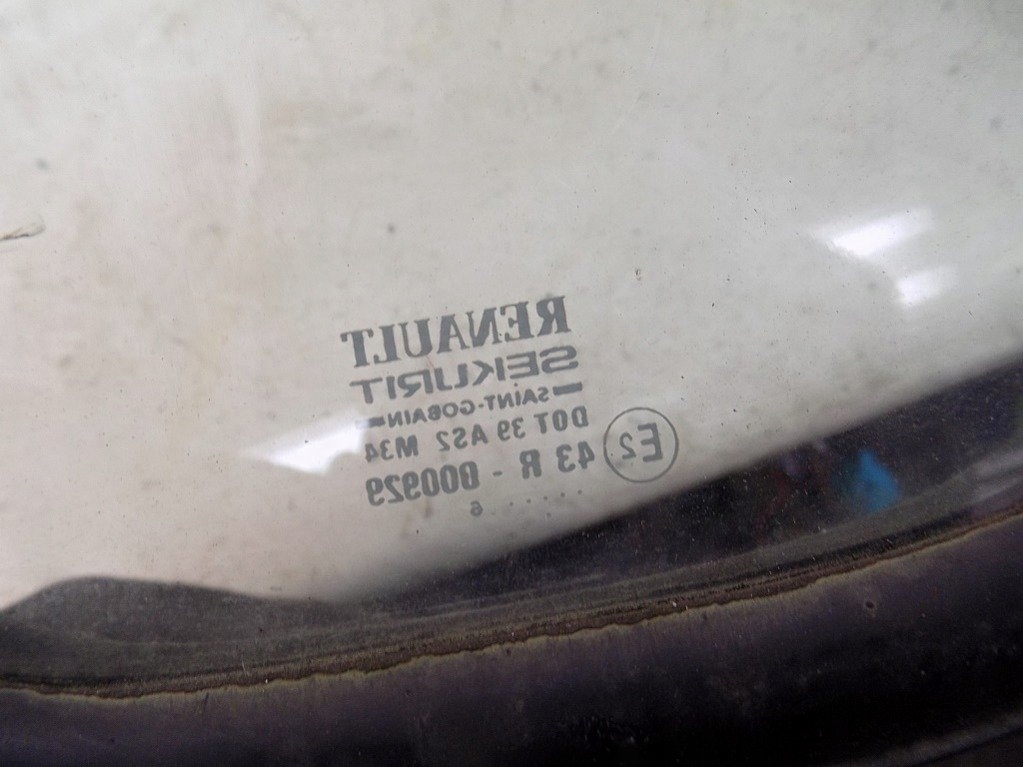 RENAULT
SEKURIT
SAINT-GOBAIN
DOT 39 AS2 M34
E2 43 R - 000929
. . . . . 6